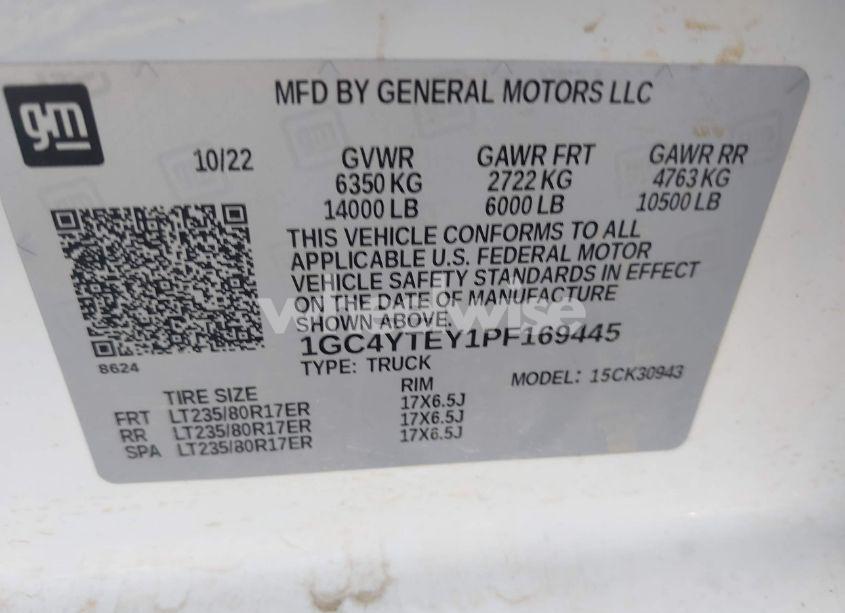 gm
MFD BY GENERAL MOTORS LLC
10/22 GVWR GAWR FRT GAWR RR
6350 KG 2722 KG 4763 KG
14000 LB 6000 LB 10500 LB
THIS VEHICLE CONFORMS TO ALL
APPLICABLE U.S. FEDERAL MOTOR
VEHICLE SAFETY STANDARDS IN EFFECT
ON THE DATE OF MANUFACTURE
SHOWN ABOVE.
1GC4YTEY1PF169445
8624
TYPE: TRUCK MODEL: 15CK30943
TIRE SIZE RIM
FRT LT235/80R17ER 17X6.5J
RR LT235/80R17ER 17X6.5J
SPA LT235/80R17ER 17X6.5J